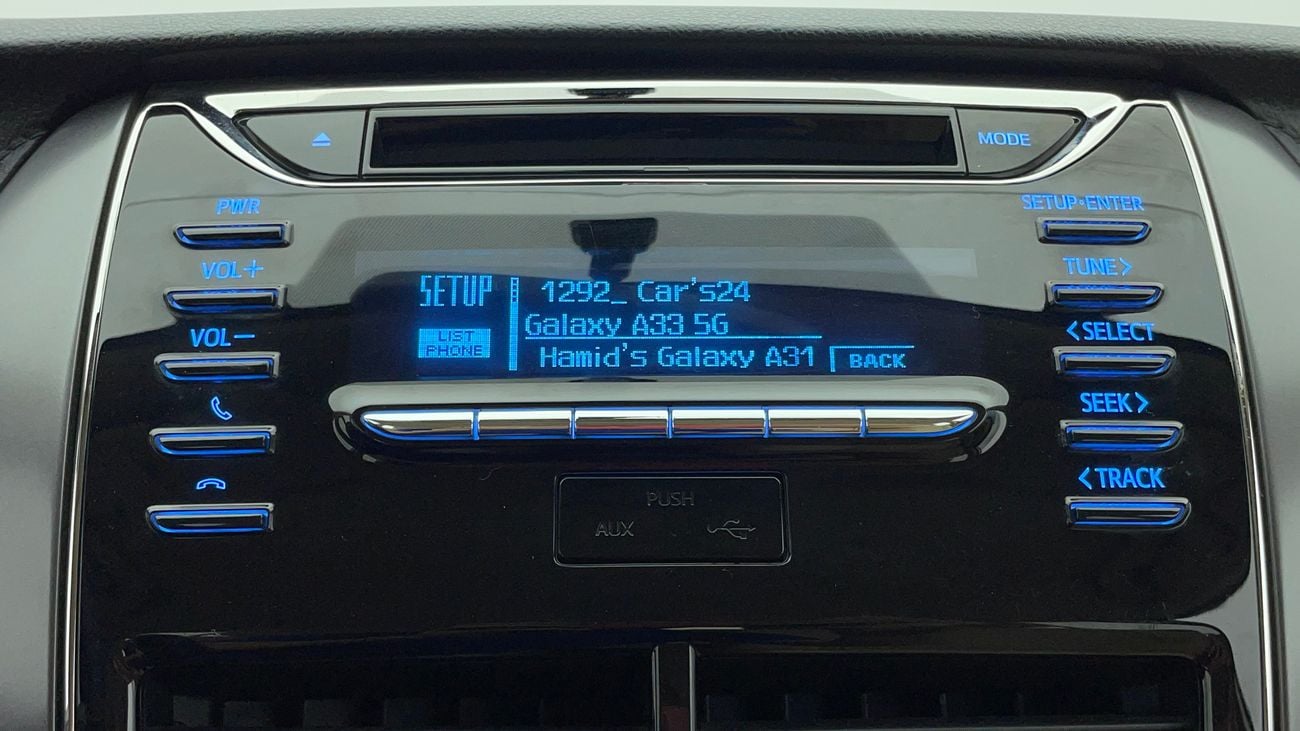 MODE
PWR
SETUP•ENTER
VOL+
TUNE>
SETUP
1292_ Car's24
VOL-
<SELECT
LIST
PHONE
Galaxy A33 5G
Hamid's Galaxy A31
BACK
SEEK>
<TRACK
PUSH
AUX